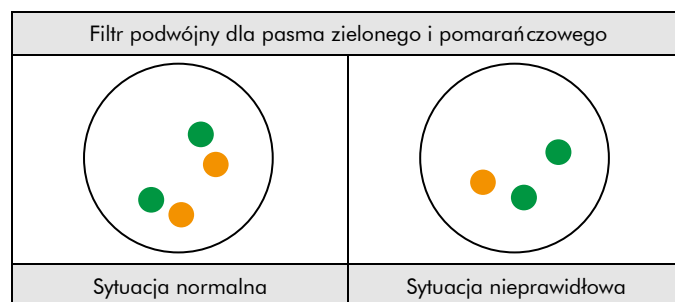 Filtr podwójny dla pasma zielonego i pomarańczowego
Sytuacja normalna
Sytuacja nieprawidłowa